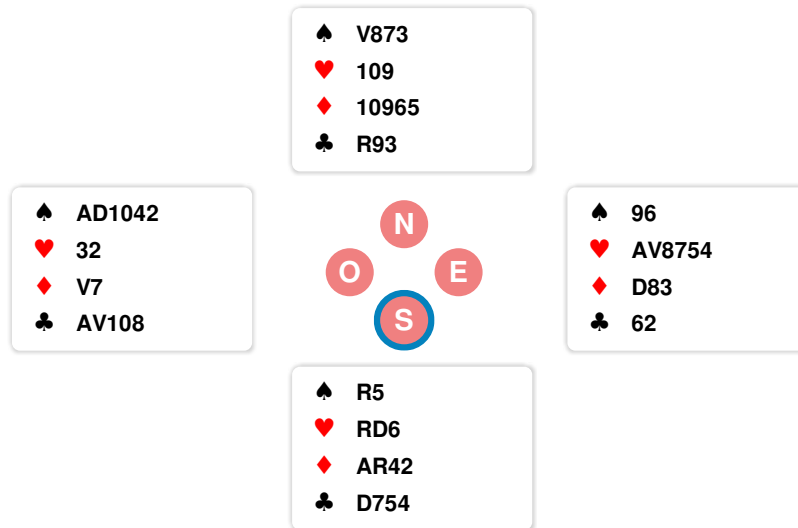 ♠ V873
♥ 109
♦ 10965
♣ R93
♠ AD1042
♥ 32
♦ V7
♣ AV108
N
O E
S
♠ 96
♥ AV8754
♦ D83
♣ 62
♠ R5
♥ RD6
♦ AR42
♣ D754